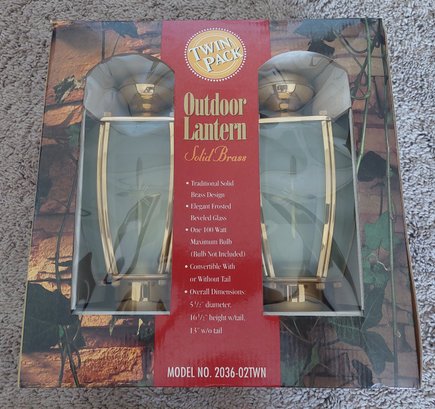 TWIN
PACK
Outdoor
Lantern
Solid Brass
• Traditional Solid
Brass Design
• Elegant Frosted
Beveled Glass
• One 100 Watt
Maximum Bulb
(Bulb Not Included)
• Convertible With
or Without Tail
• Overall Dimensions:
5 1/2" diameter,
16 1/2" height w/tail,
13" w/o tail
MODEL NO. 2036-02TWN